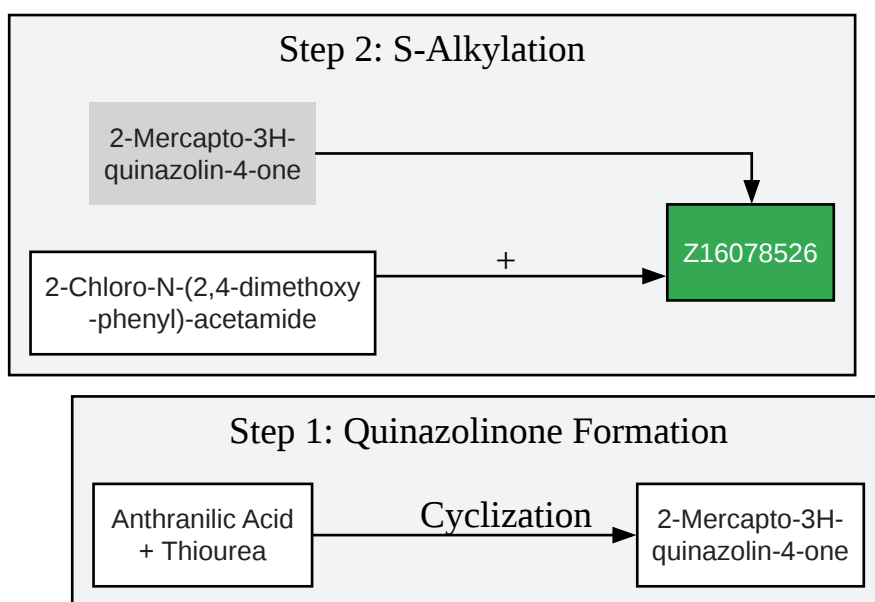 Step 2: S-Alkylation
2-Mercapto-3H-
quinazolin-4-one
2-Chloro-N-(2,4-dimethoxy
-phenyl)-acetamide
+
Z16078526
Step 1: Quinazolinone Formation
Anthranilic Acid
+ Thiourea
Cyclization
2-Mercapto-3H-
quinazolin-4-one